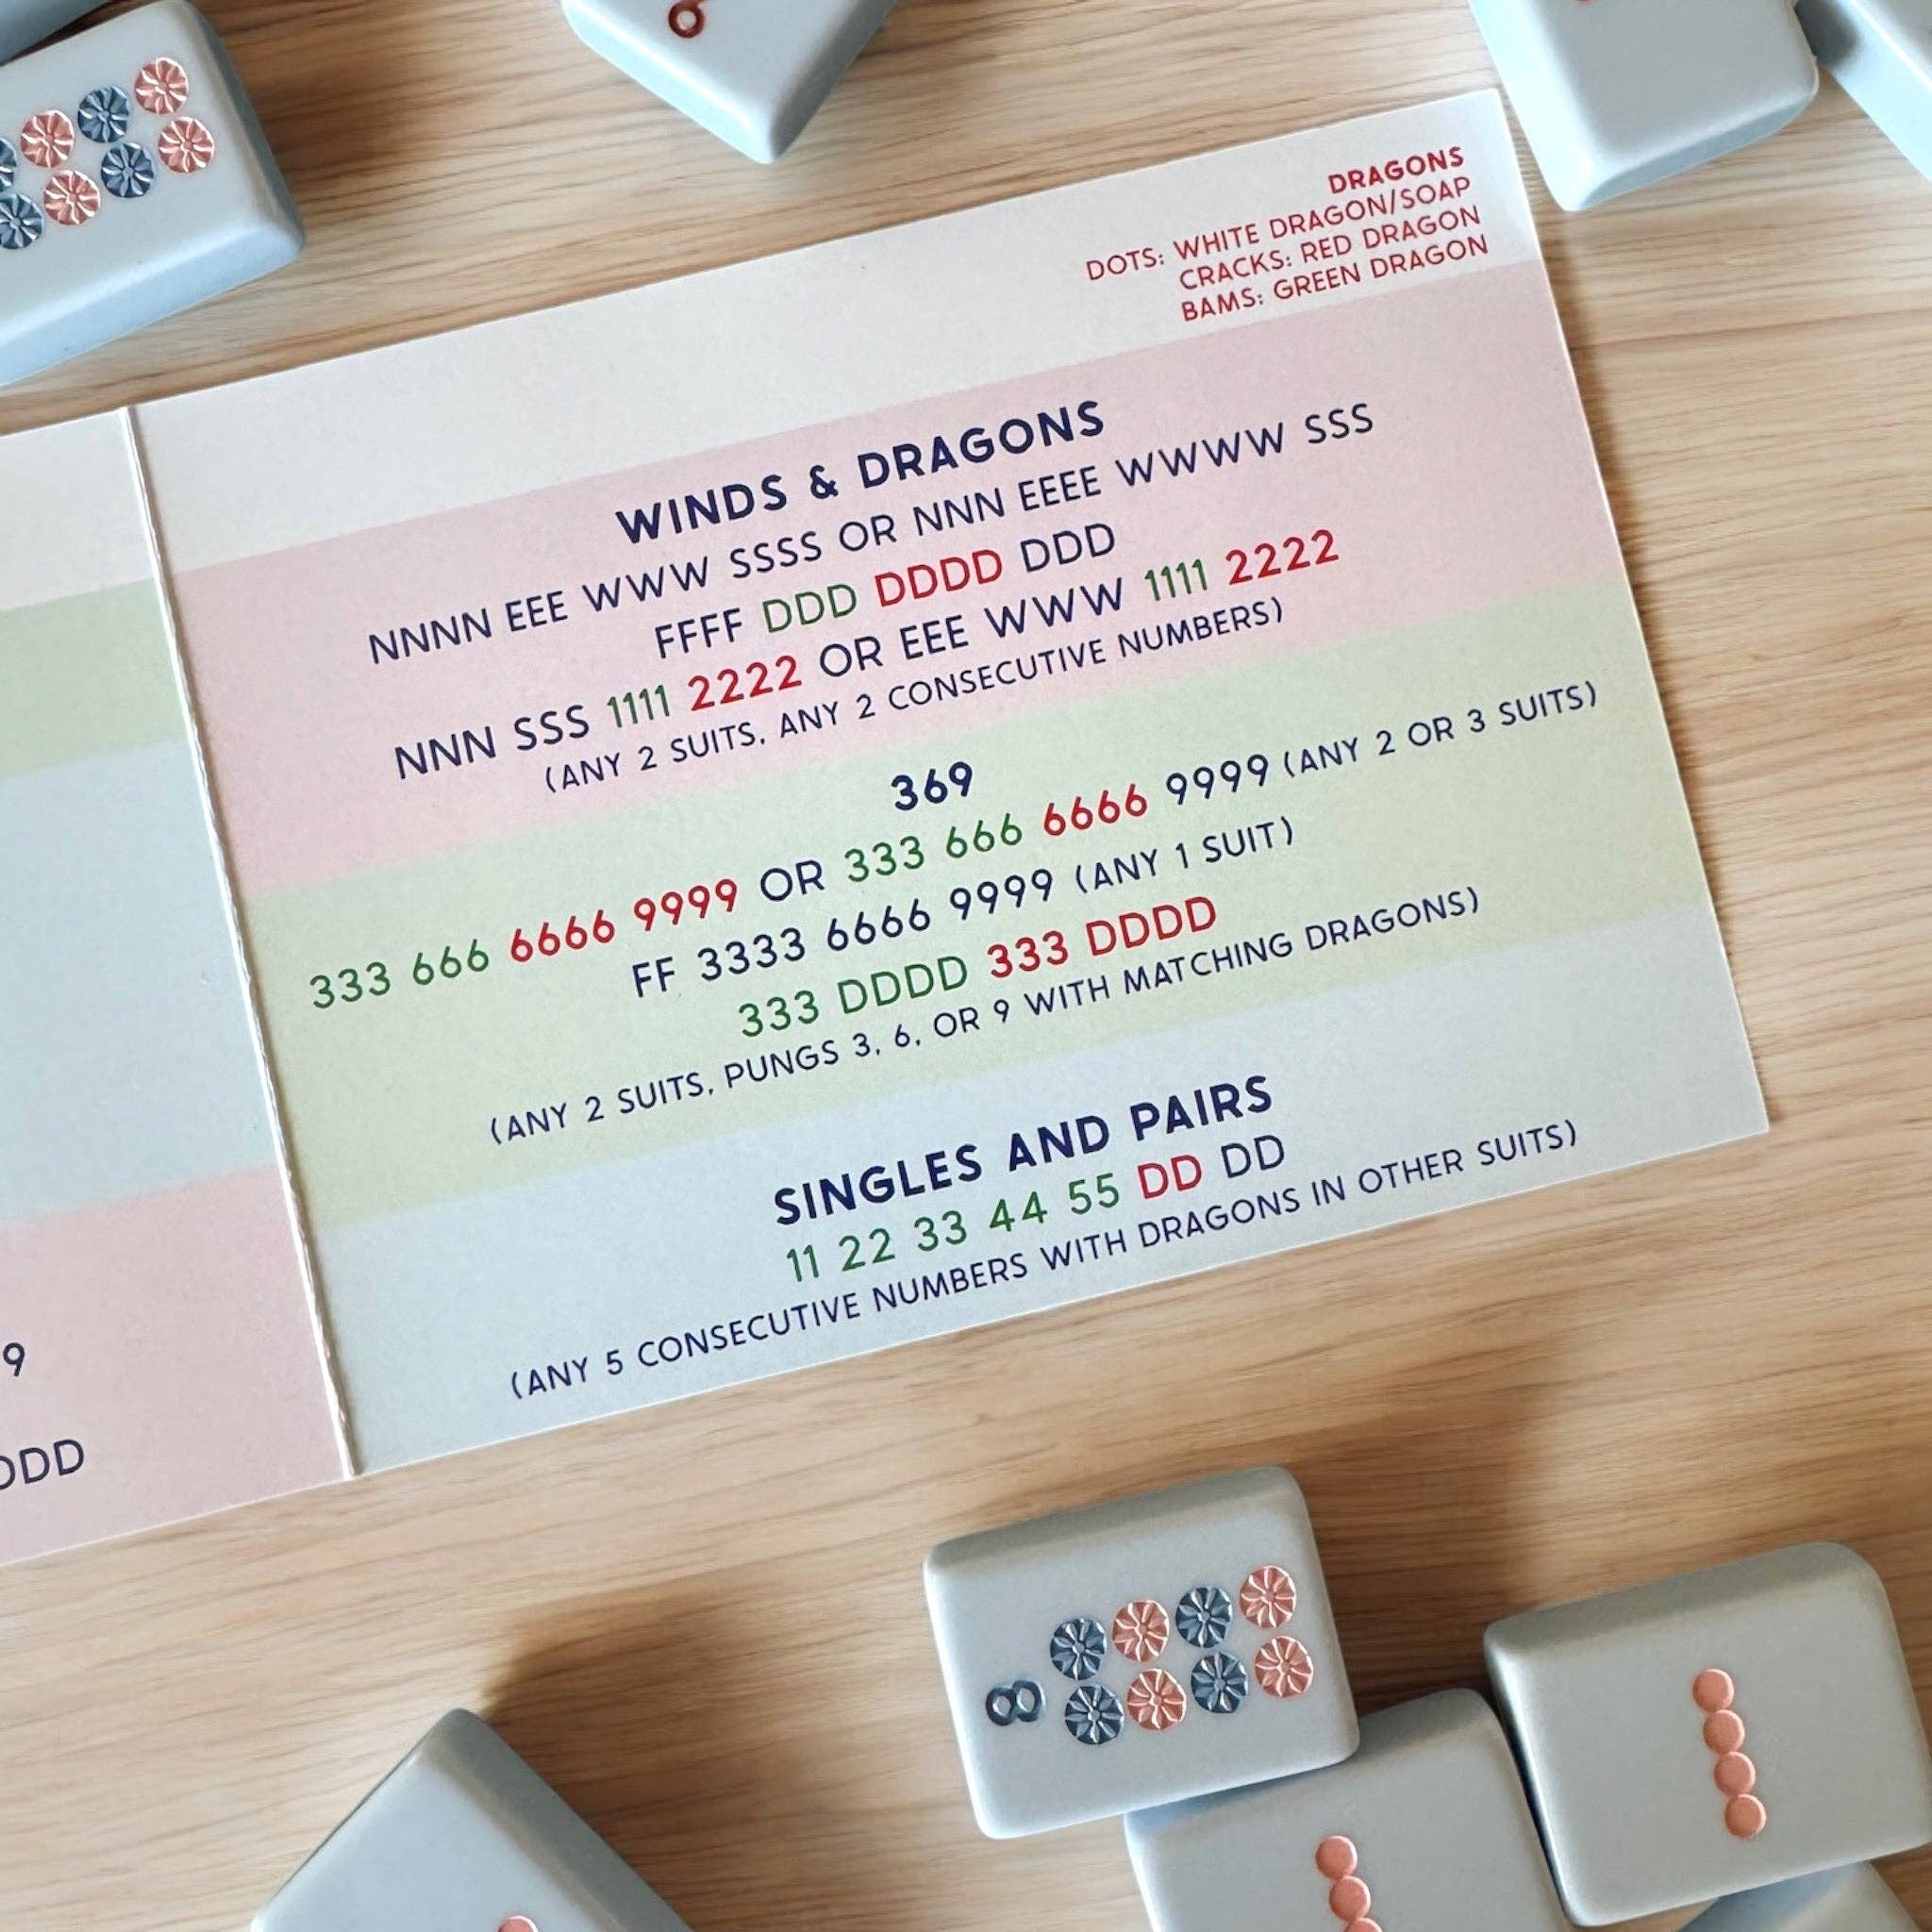 DRAGONS
DOTS: WHITE DRAGON/SOAP
CRACKS: RED DRAGON
BAMS: GREEN DRAGON
WINDS & DRAGONS
NNNN EEE WWW SSSS OR NNN EEEE WWWW SSS
FFFF DDD DDDD DDD
NNN SSS 1111 2222 OR EEE WWW 1111 2222
(ANY 2 SUITS, ANY 2 CONSECUTIVE NUMBERS)
369
333 666 6666 9999 OR 333 666 6666 9999 (ANY 2 OR 3 SUITS)
FF 3333 6666 9999 (ANY 1 SUIT)
333 DDDD 333 DDDD
(ANY 2 SUITS, PUNGS 3, 6, OR 9 WITH MATCHING DRAGONS)
SINGLES AND PAIRS
11 22 33 44 55 DD DD
(ANY 5 CONSECUTIVE NUMBERS WITH DRAGONS IN OTHER SUITS)
9
DDD
8